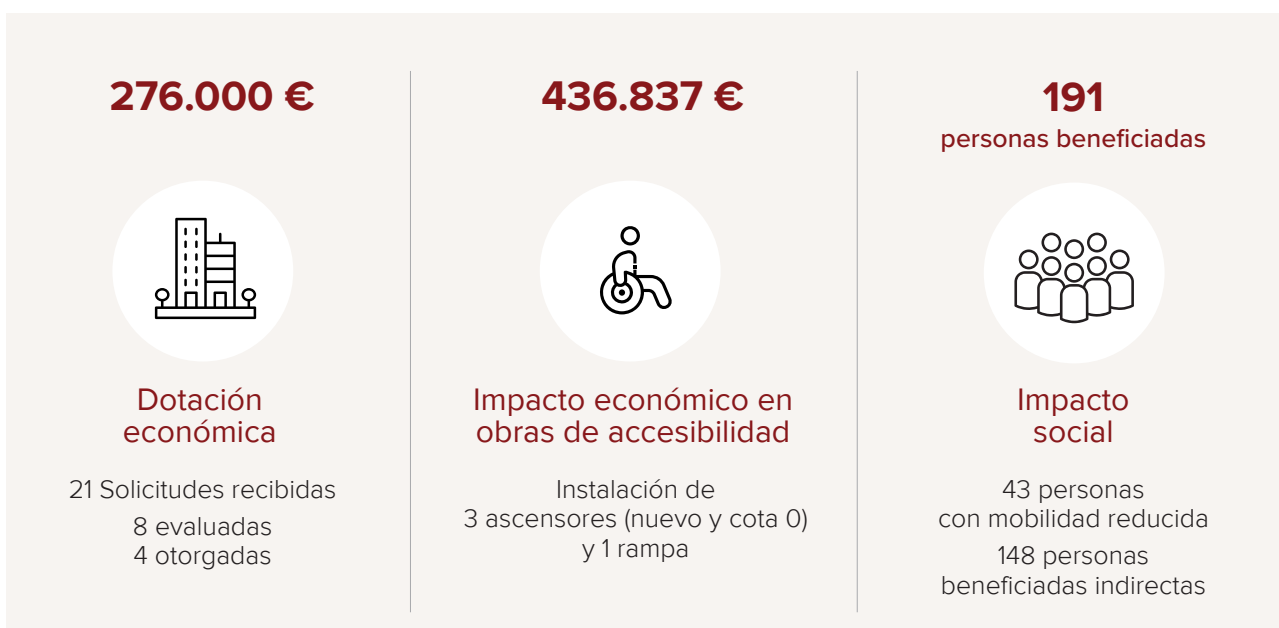 276.000 €
Dotación
económica
21 Solicitudes recibidas
8 evaluadas
4 otorgadas
436.837 €
Impacto económico en
obras de accesibilidad
Instalación de
3 ascensores (nuevo y cota 0)
y 1 rampa
191
personas beneficiadas
Impacto
social
43 personas
con mobilidad reducida
148 personas
beneficiadas indirectas